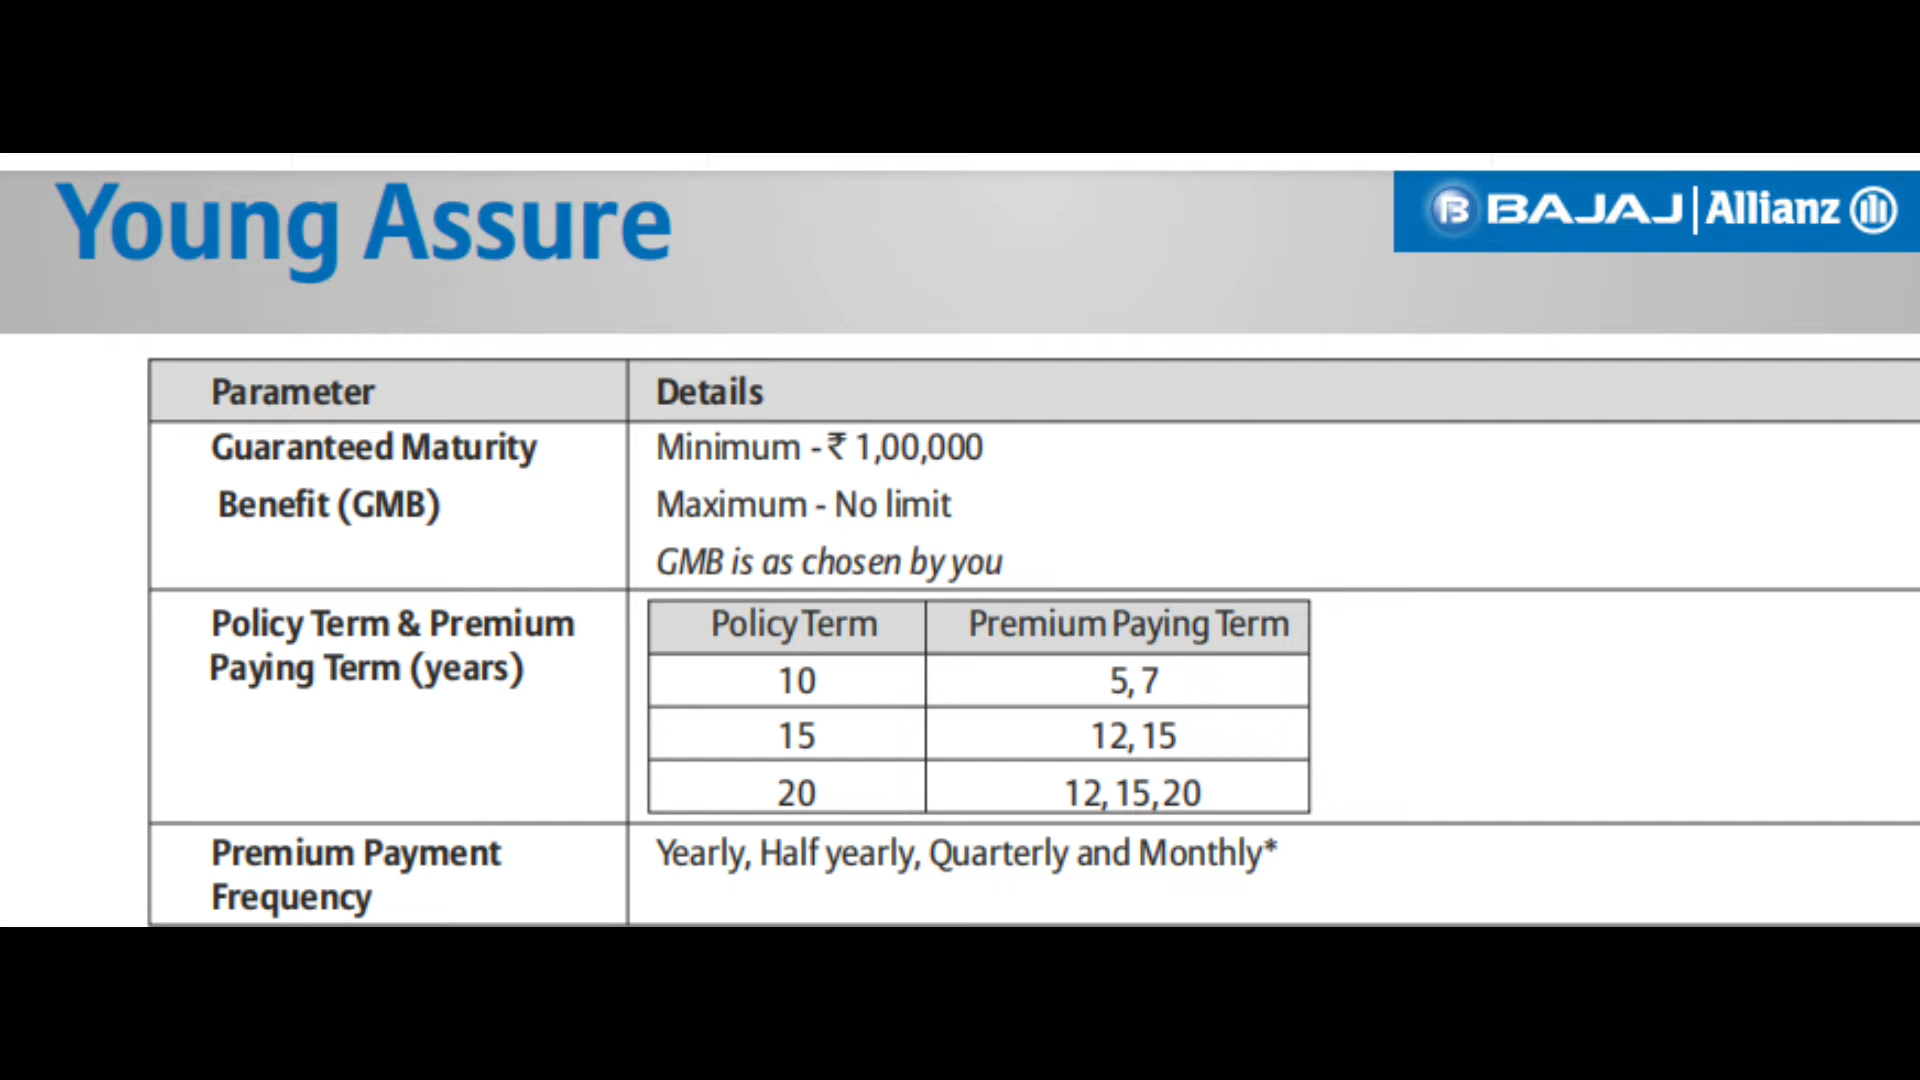 Young Assure
BAJAJ | Allianz
Parameter
Details
Guaranteed Maturity
Benefit (GMB)
Minimum - ₹ 1,00,000
Maximum - No limit
GMB is as chosen by you
Policy Term & Premium
Paying Term (years)
Policy Term
Premium Paying Term
10
5, 7
15
12, 15
20
12, 15, 20
Premium Payment
Frequency
Yearly, Half yearly, Quarterly and Monthly*